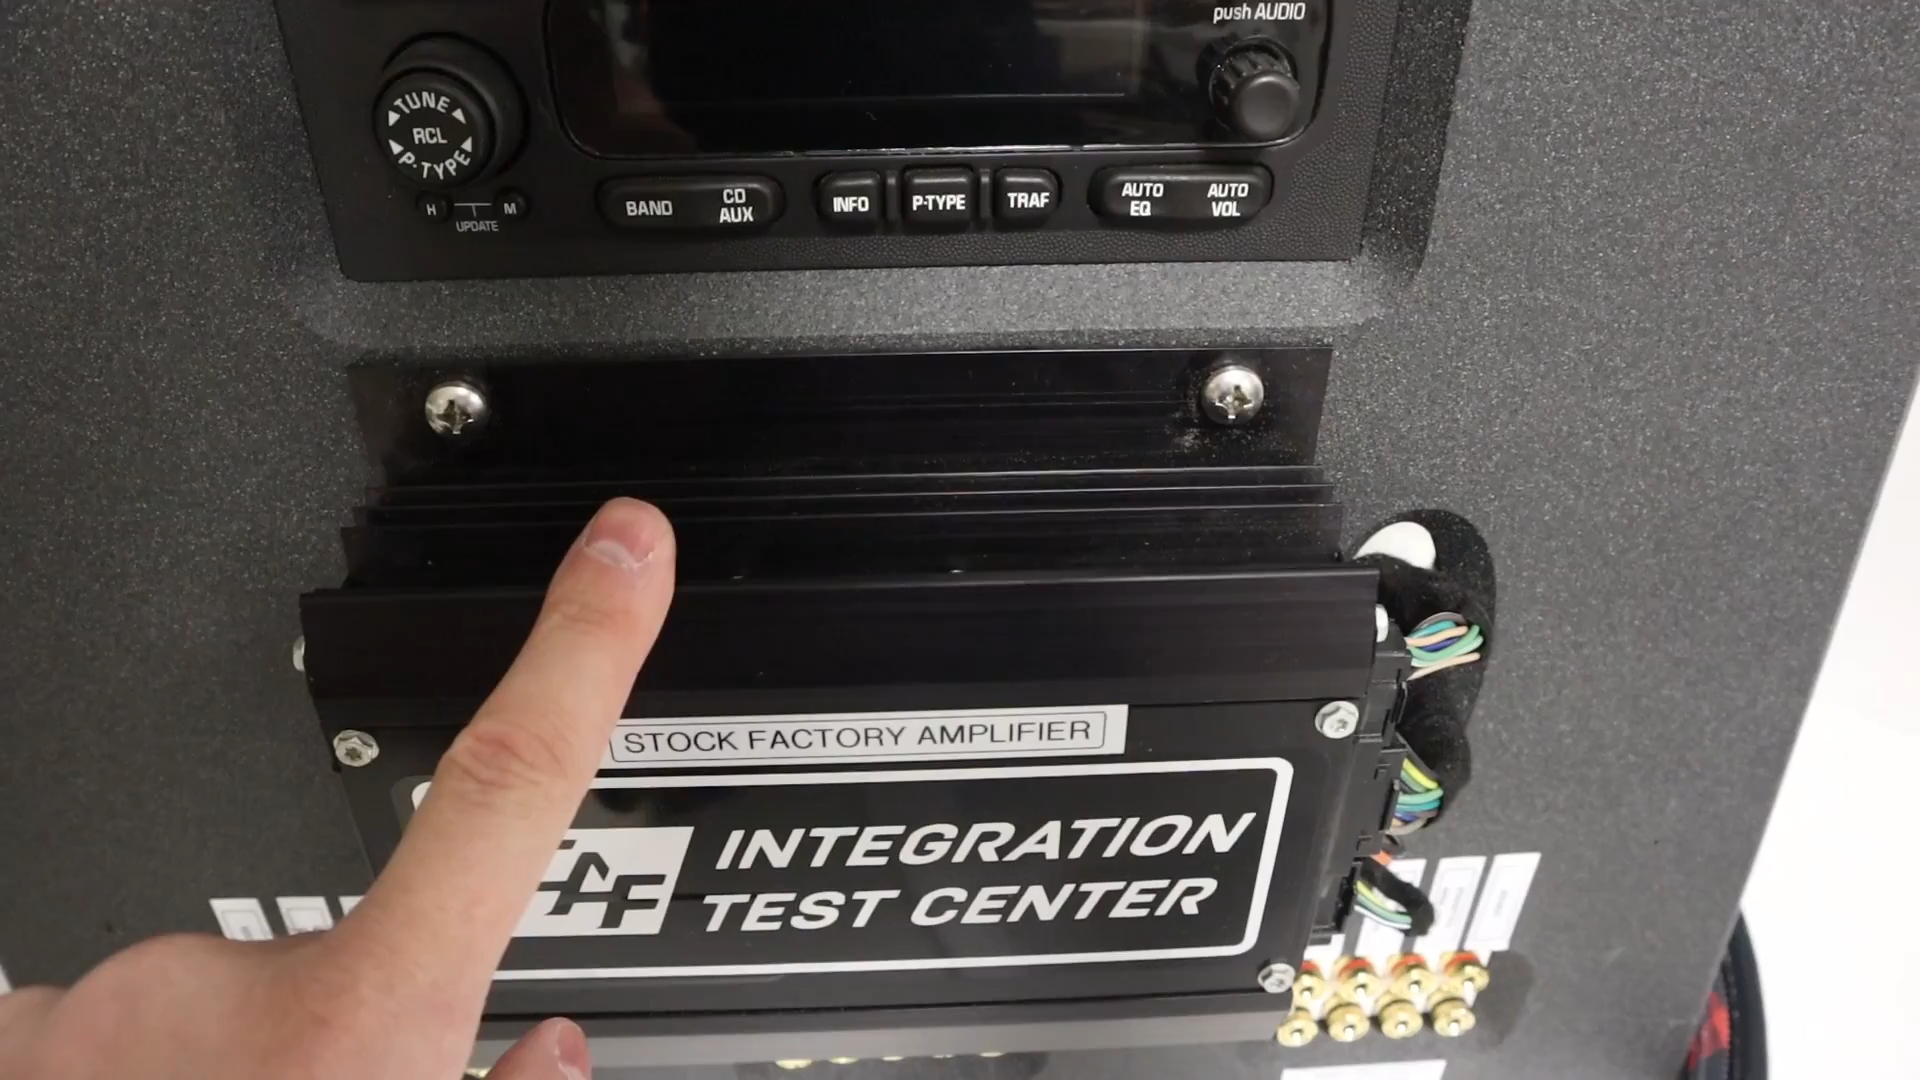 push AUDIO
TUNE
RCL
P-TYPE
H M
UPDATE
BAND
CD
AUX
INFO
P-TYPE
TRAF
AUTO
EQ
AUTO
VOL
STOCK FACTORY AMPLIFIER
INTEGRATION
TEST CENTER